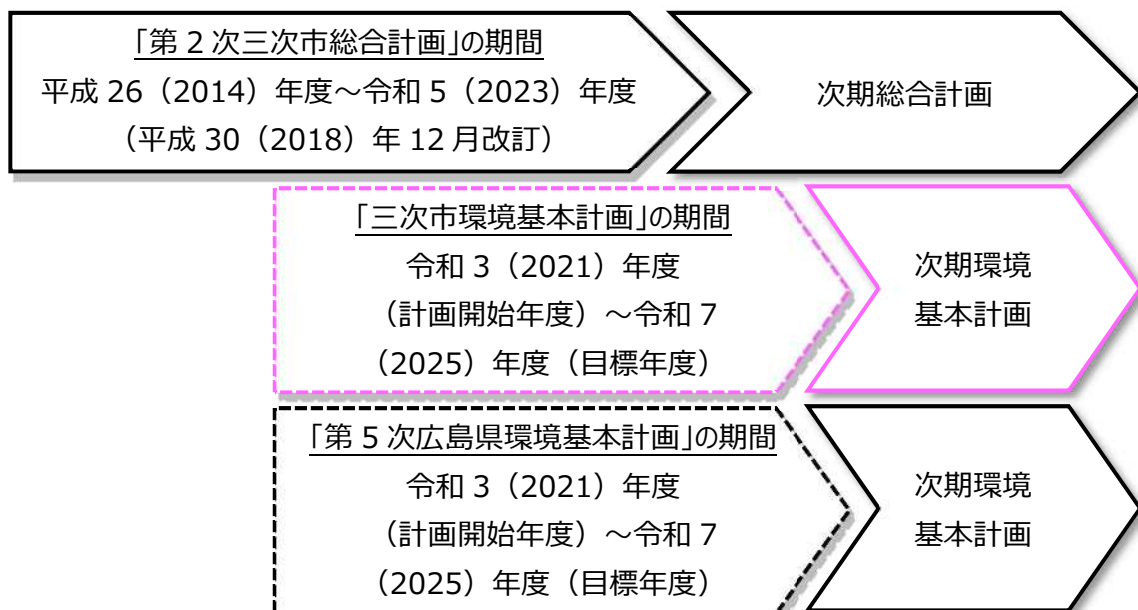 「第2次三次市総合計画」の期間
平成26（2014）年度～令和5（2023）年度
（平成30（2018）年12月改訂）
次期総合計画
「三次市環境基本計画」の期間
令和3（2021）年度
（計画開始年度）～令和7
（2025）年度（目標年度）
次期環境
基本計画
「第5次広島県環境基本計画」の期間
令和3（2021）年度
（計画開始年度）～令和7
（2025）年度（目標年度）
次期環境
基本計画